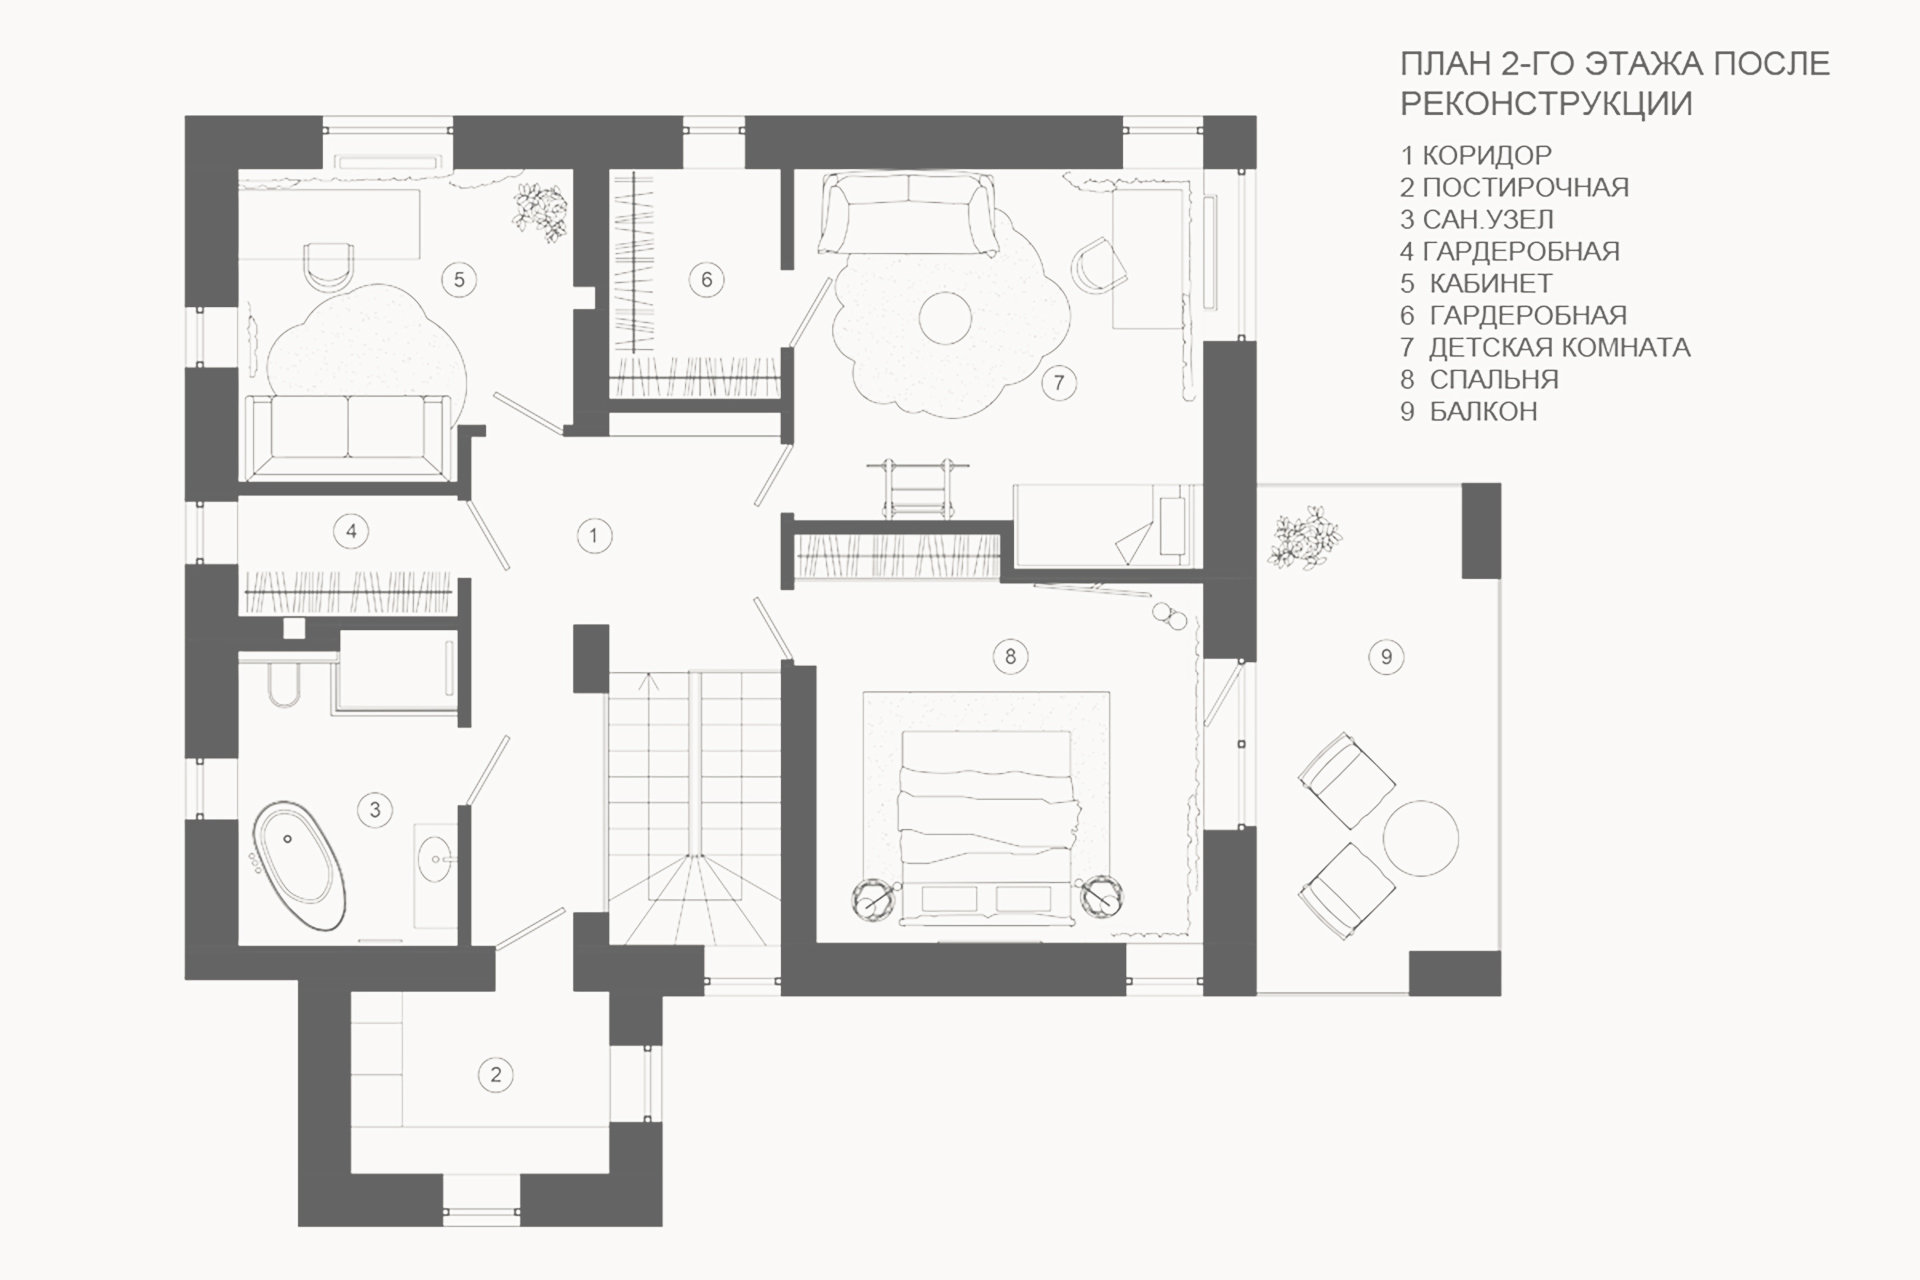 ПЛАН 2-ГО ЭТАЖА ПОСЛЕ
РЕКОНСТРУКЦИИ
1 КОРИДОР
2 ПОСТИРОЧНАЯ
3 САН.УЗЕЛ
4 ГАРДЕРОБНАЯ
5 КАБИНЕТ
6 ГАРДЕРОБНАЯ
7 ДЕТСКАЯ КОМНАТА
8 СПАЛЬНЯ
9 БАЛКОН
5
6
7
4
1
8
9
3
2